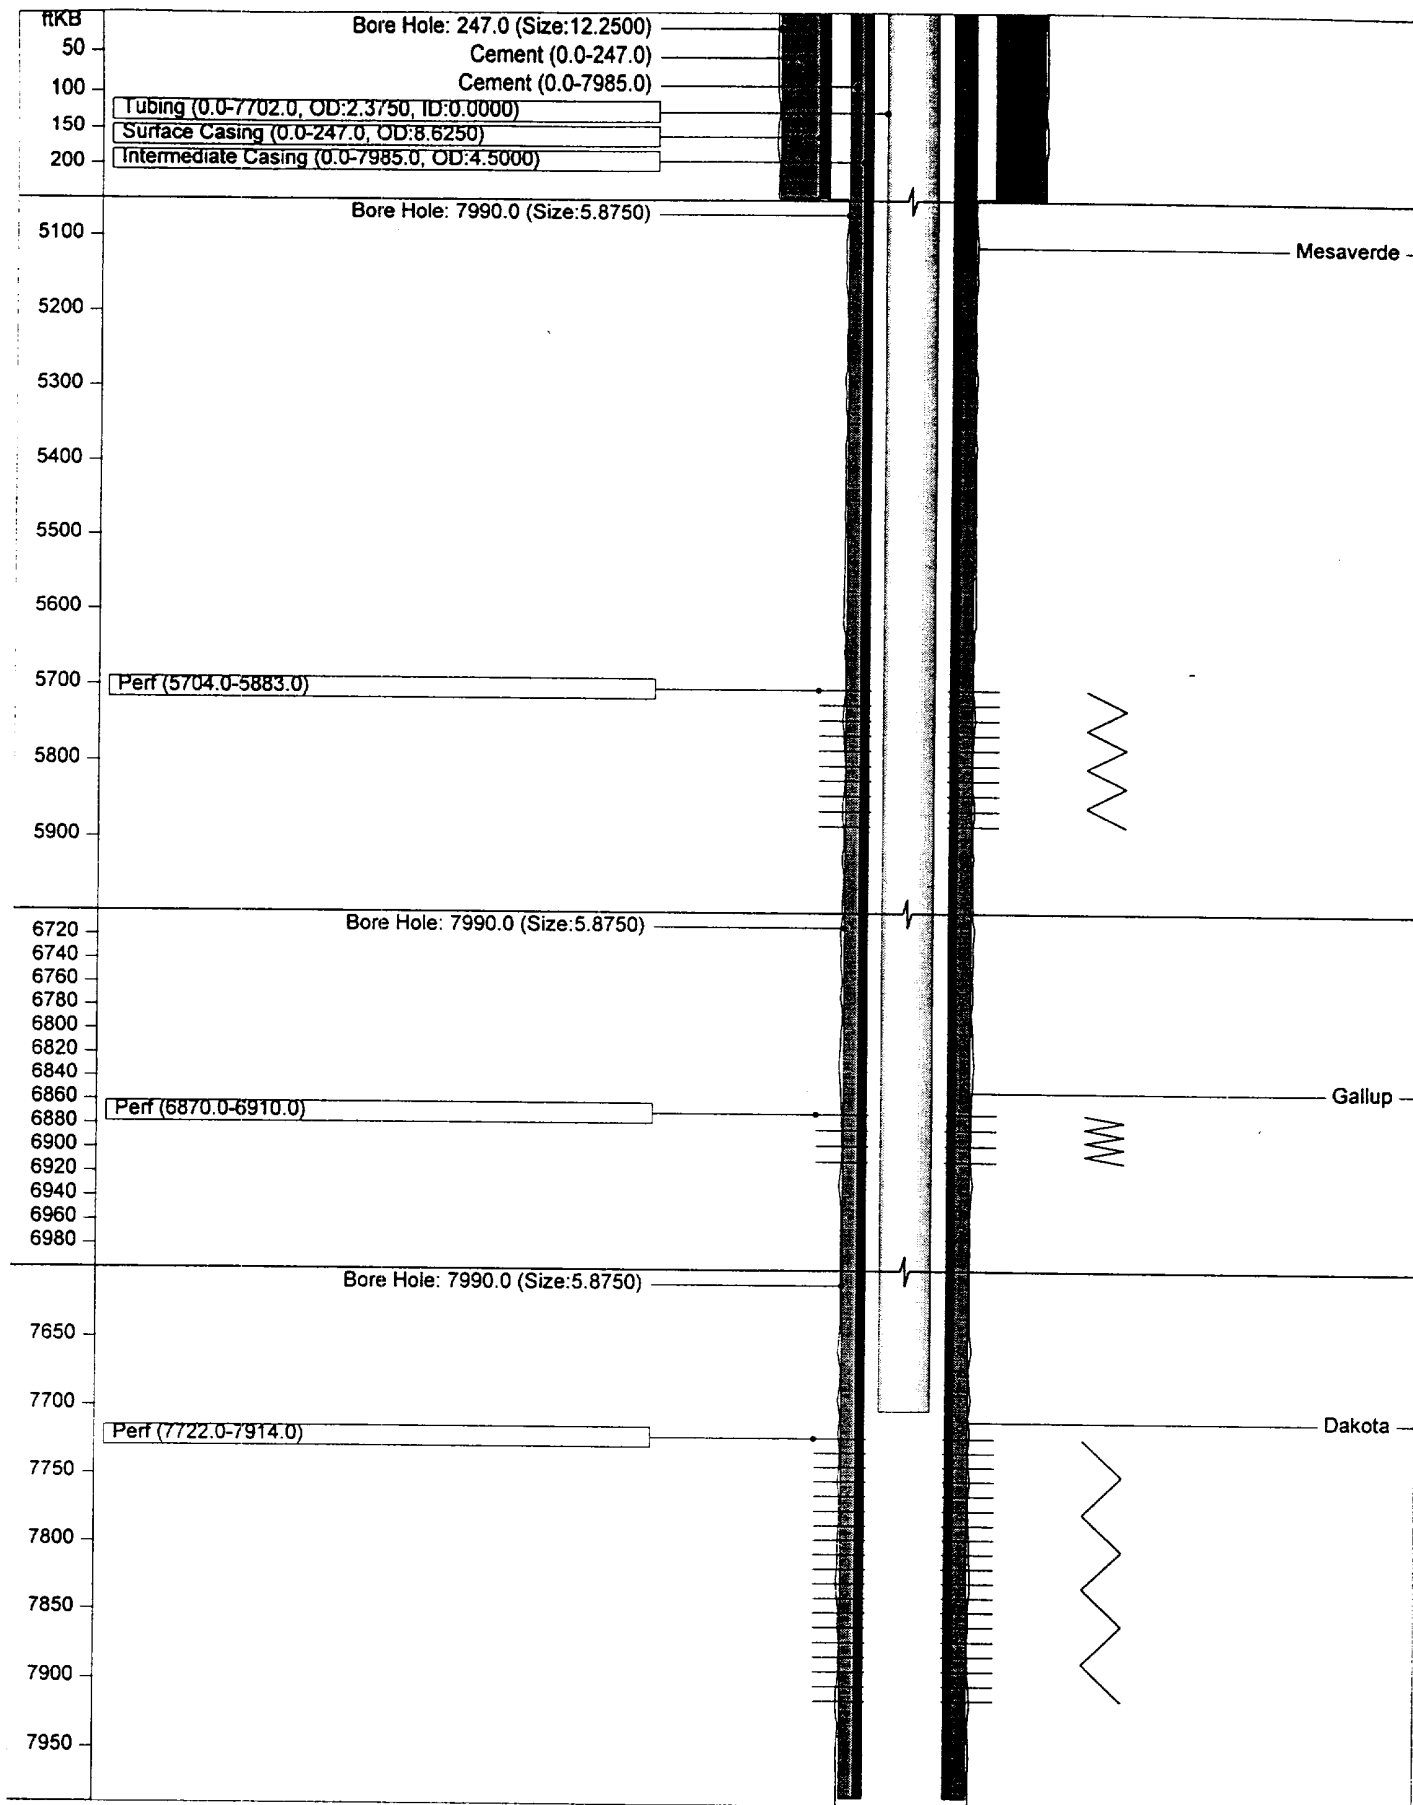 ftKB
Bore Hole: 247.0 (Size:12.2500)
50
Cement (0.0-247.0)
100
Cement (0.0-7985.0)
Tubing (0.0-7702.0, OD:2.3750, ID:0.0000)
150
Surface Casing (0.0-247.0, OD:8.6250)
200
Intermediate Casing (0.0-7985.0, OD:4.5000)
Bore Hole: 7990.0 (Size:5.8750)
5100
Mesaverde
5200
5300
5400
5500
5600
5700
Perf (5704.0-5883.0)
5800
5900
Bore Hole: 7990.0 (Size:5.8750)
6720
6740
6760
6780
6800
6820
6840
6860
Gallup
Perf (6870.0-6910.0)
6880
6900
6920
6940
6960
6980
Bore Hole: 7990.0 (Size:5.8750)
7650
7700
Dakota
Perf (7722.0-7914.0)
7750
7800
7850
7900
7950